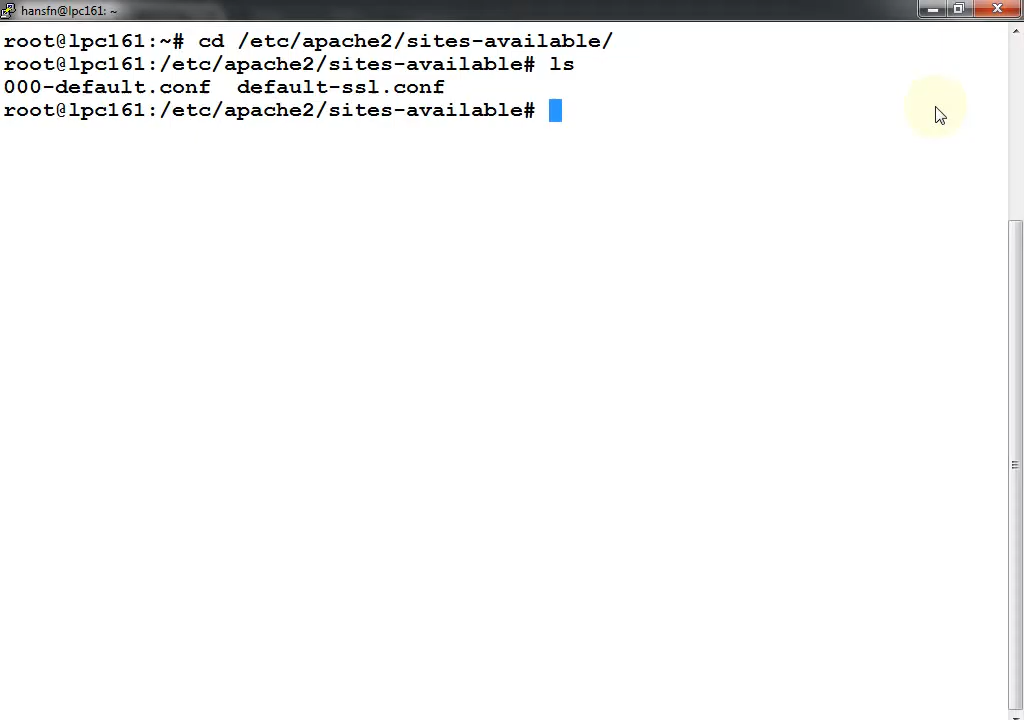 hansfn@lpc161: ~
root@lpc161:~# cd /etc/apache2/sites-available/
root@lpc161:/etc/apache2/sites-available# ls
000-default.conf  default-ssl.conf
root@lpc161:/etc/apache2/sites-available#